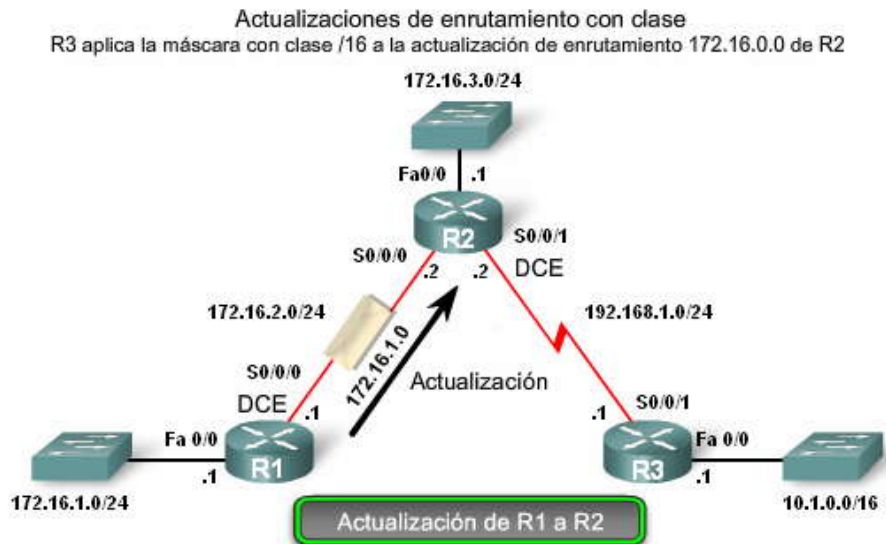 Actualizaciones de enrutamiento con clase
R3 aplica la máscara con clase /16 a la actualización de enrutamiento 172.16.0.0 de R2
172.16.3.0/24
Fa0/0
.1
R2
S0/0/0
S0/0/1
.2
.2
DCE
172.16.2.0/24
192.168.1.0/24
172.16.1.0
S0/0/0
Actualización
DCE
.1
.1
S0/0/1
Fa 0/0
R1
R3
Fa 0/0
.1
.1
172.16.1.0/24
10.1.0.0/16
Actualización de R1 a R2